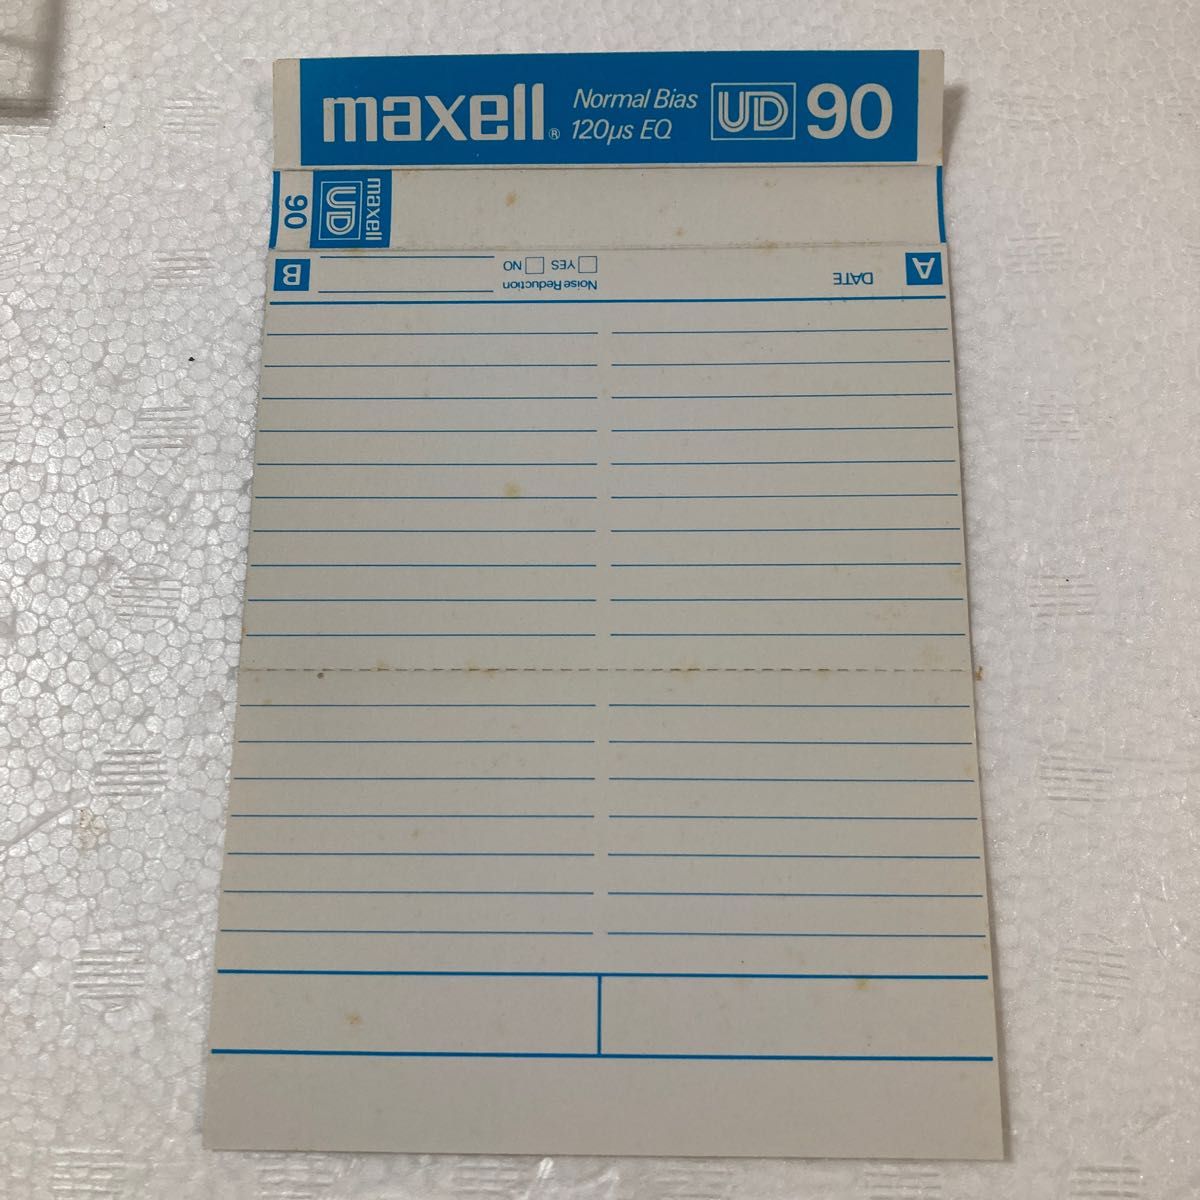 maxell® Normal Bias UD 90
120μs EQ
90 UD maxell
B
Noise Reduction
YES NO
DATE
A